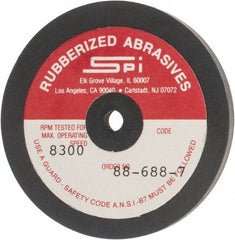 RUBBERIZED ABRASIVES
SPi
Elk Grove Village, IL 60007
Los Angeles, CA 90040 • Carlstadt, NJ 07072
RPM TESTED FOR
MAX. OPERATING
SPEED
CODE
8300
ORDER NO.
88-688-7
USE A GUARD - SAFETY CODE A.N.S.I-B7 MUST BE FOLLOWED